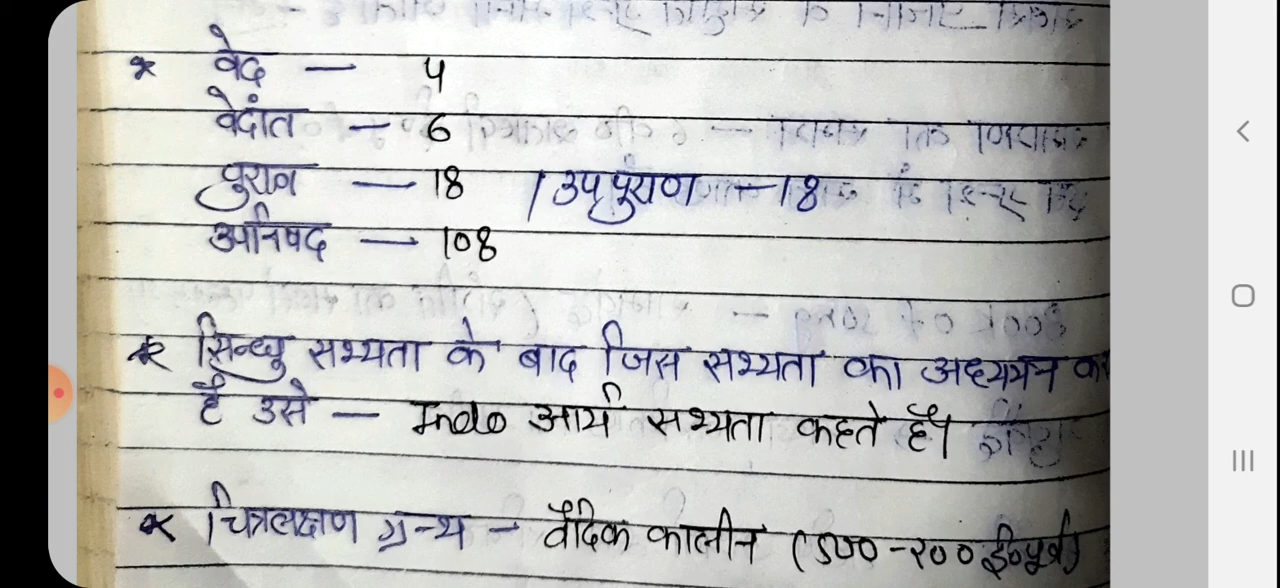 * वेद — 4
वेदांत — 6
पुरान — 18 / उपपुराण — 18
उपनिषद — 108
* सिन्धु सभ्यता के बाद जिस सभ्यता का अध्ययन
है उसे — Indo आर्य सभ्यता कहते हैं।
* चित्रलक्षण ग्रन्थ — वैदिक कालीन (500-200 ई०पूर्व)